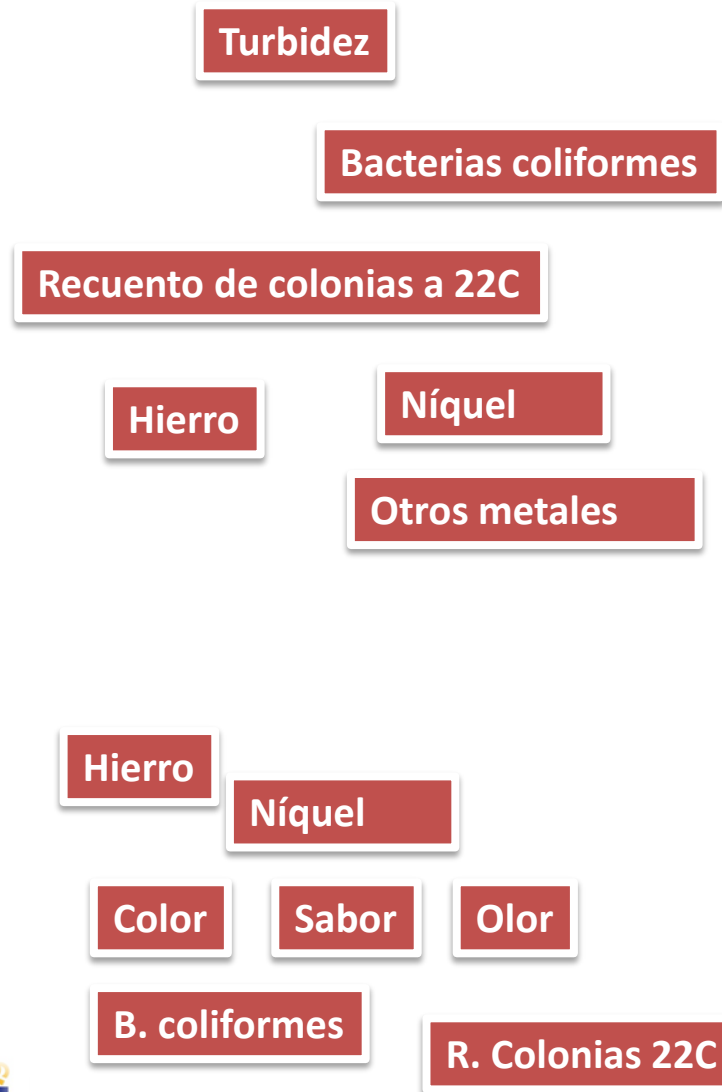 Turbidez
Bacterias coliformes
Recuento de colonias a 22C
Hierro
Níquel
Otros metales
Hierro
Níquel
Color
Sabor
Olor
B. coliformes
R. Colonias 22C